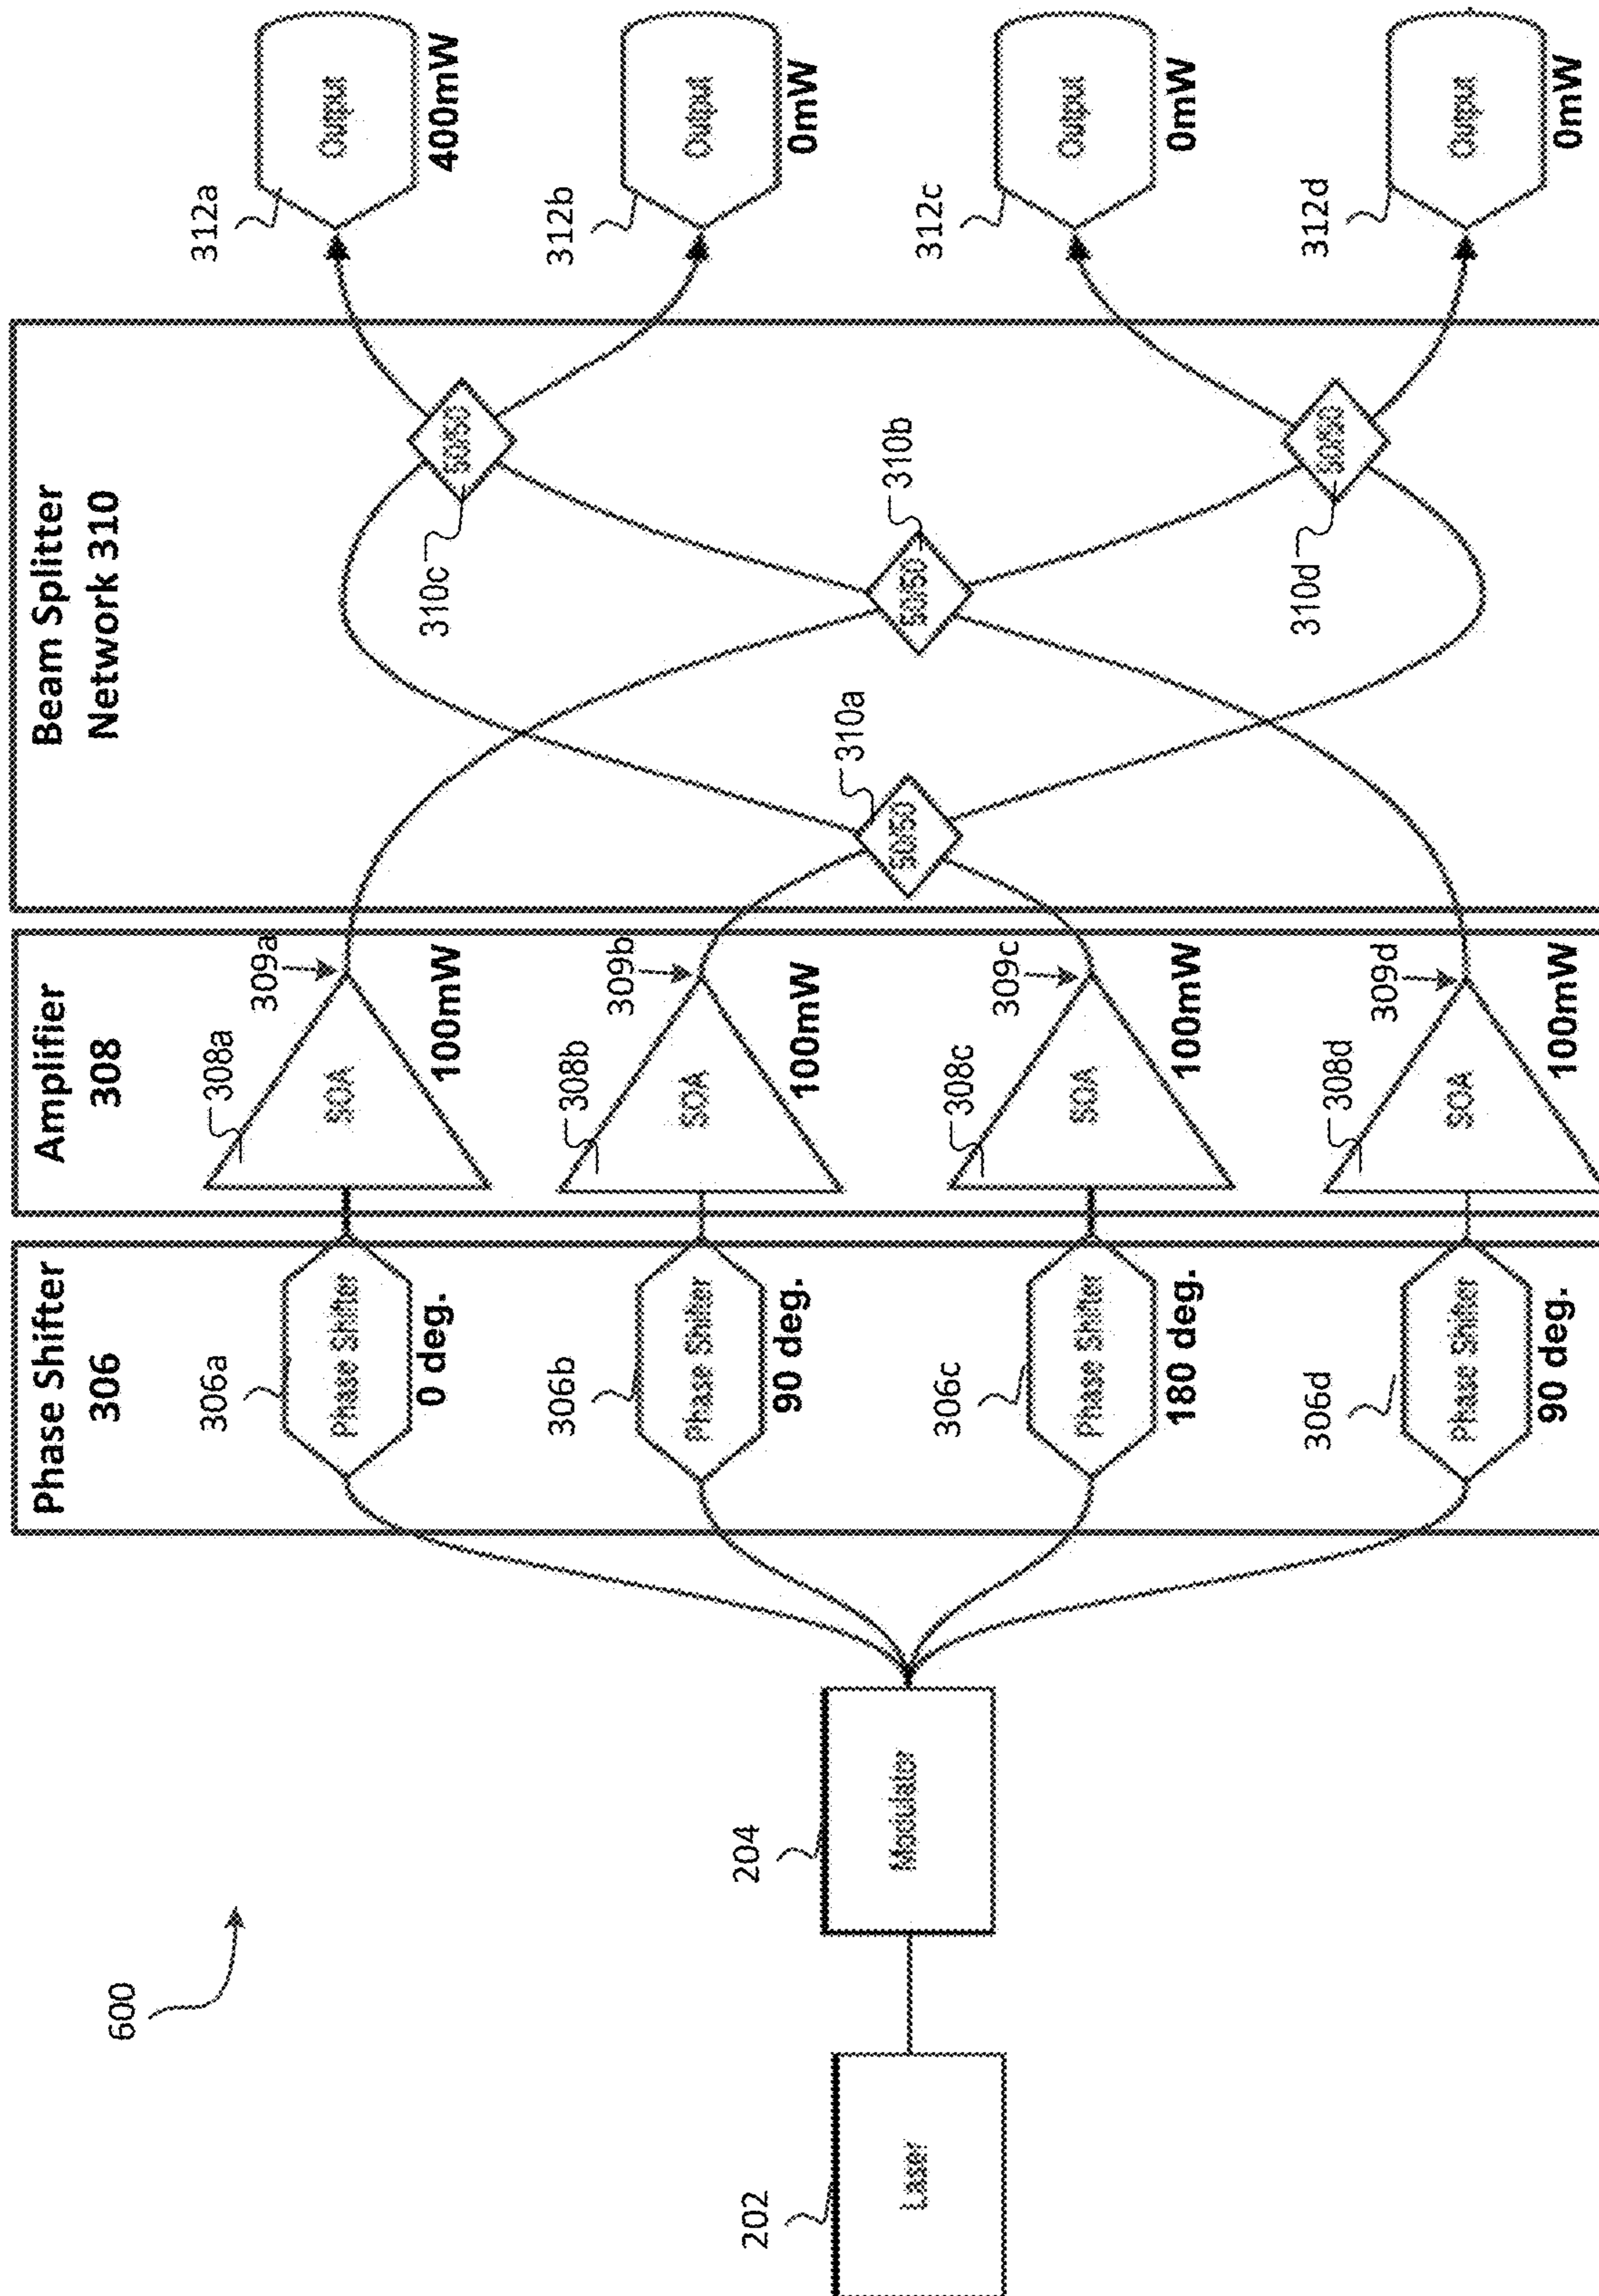 600
202
Laser
204
Modulator
Phase Shifter
306
306a
Phase Shifter
0 deg.
306b
Phase Shifter
90 deg.
306c
Phase Shifter
180 deg.
306d
Phase Shifter
90 deg.
Amplifier
308
308a
SOA
309a
100mW
308b
SOA
309b
100mW
308c
SOA
309c
100mW
308d
SOA
309d
100mW
Beam Splitter
Network 310
310a
50/50
310b
50/50
310c
50/50
310d
50/50
312a
Output
400mW
312b
Output
0mW
312c
Output
0mW
312d
Output
0mW